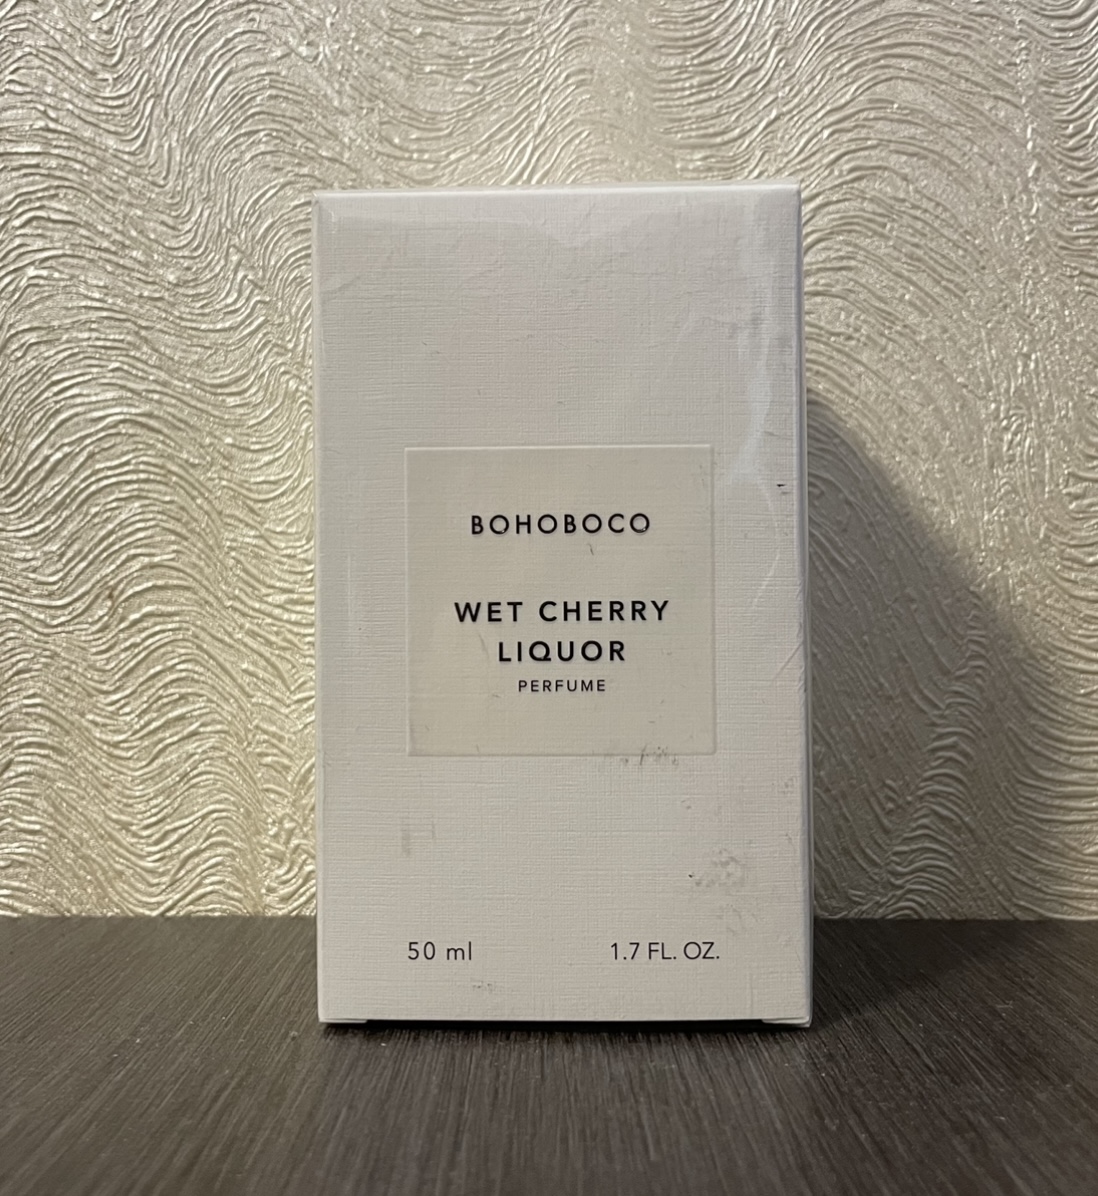 BOHOBOCO
WET CHERRY
LIQUOR
PERFUME
50 ml 1.7 FL. OZ.